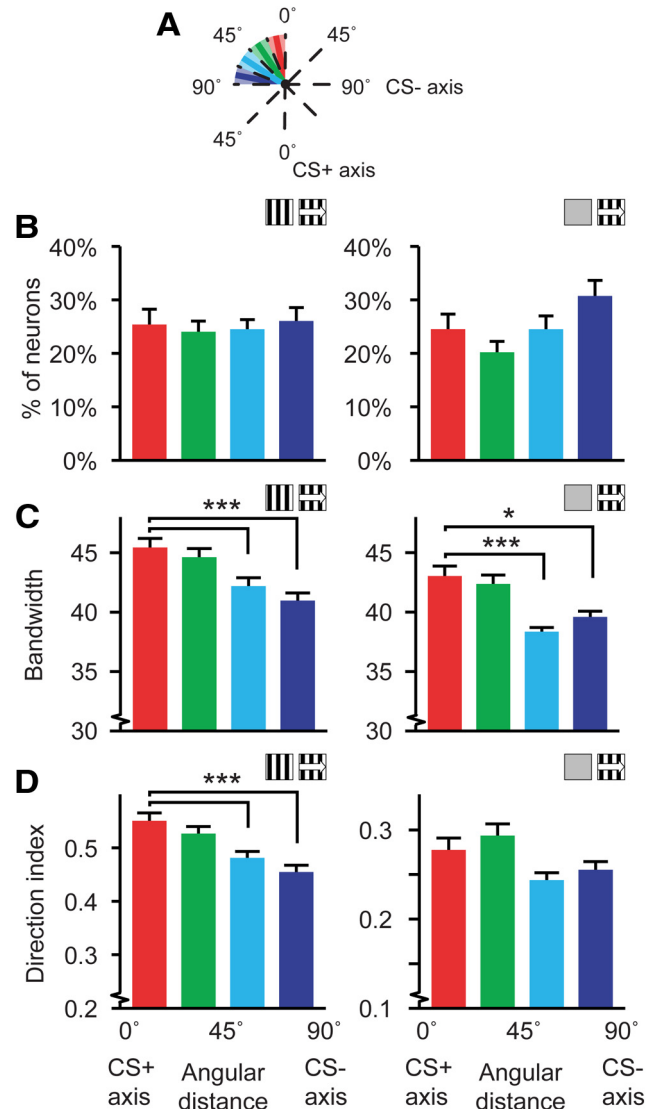 A
0°
45°
45°
90°
90°
CS- axis
45°
0°
CS+ axis
B
40%
40%
30%
30%
20%
20%
10%
10%
0%
0%
% of neurons
C
***
*
***
45
45
40
40
35
35
30
30
Bandwidth
D
***
0.5
0.3
0.4
0.2
0.3
0.2
0.1
Direction index
0° 45° 90°
0° 45° 90°
CS+ Angular CS-
axis distance axis
CS+ Angular CS-
axis distance axis